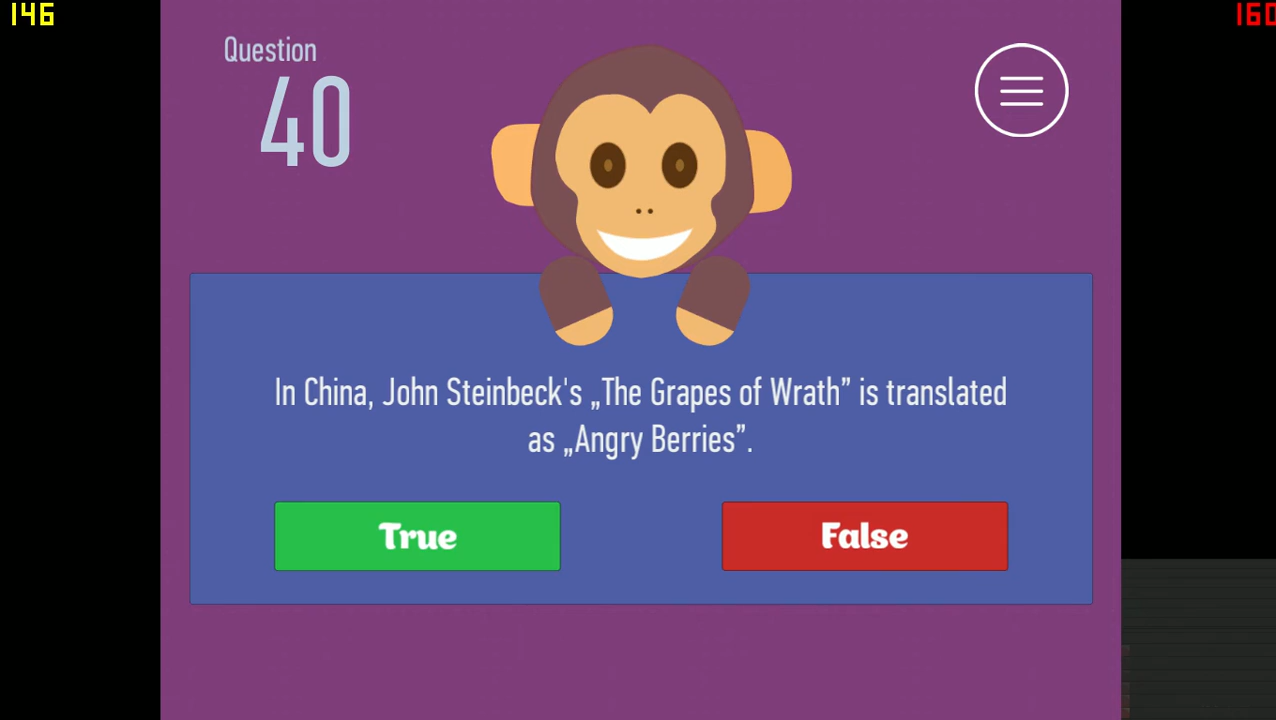 146
160
Question
40
In China, John Steinbeck's „The Grapes of Wrath” is translated
as „Angry Berries”.
True
False